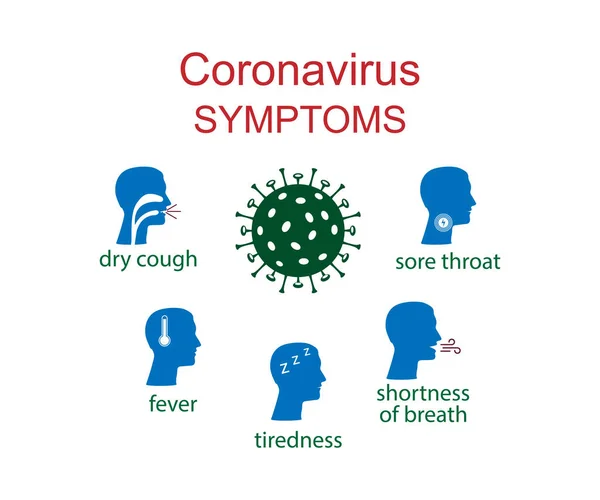 Coronavirus
SYMPTOMS
dry cough
sore throat
fever
z z z
tiredness
shortness
of breath